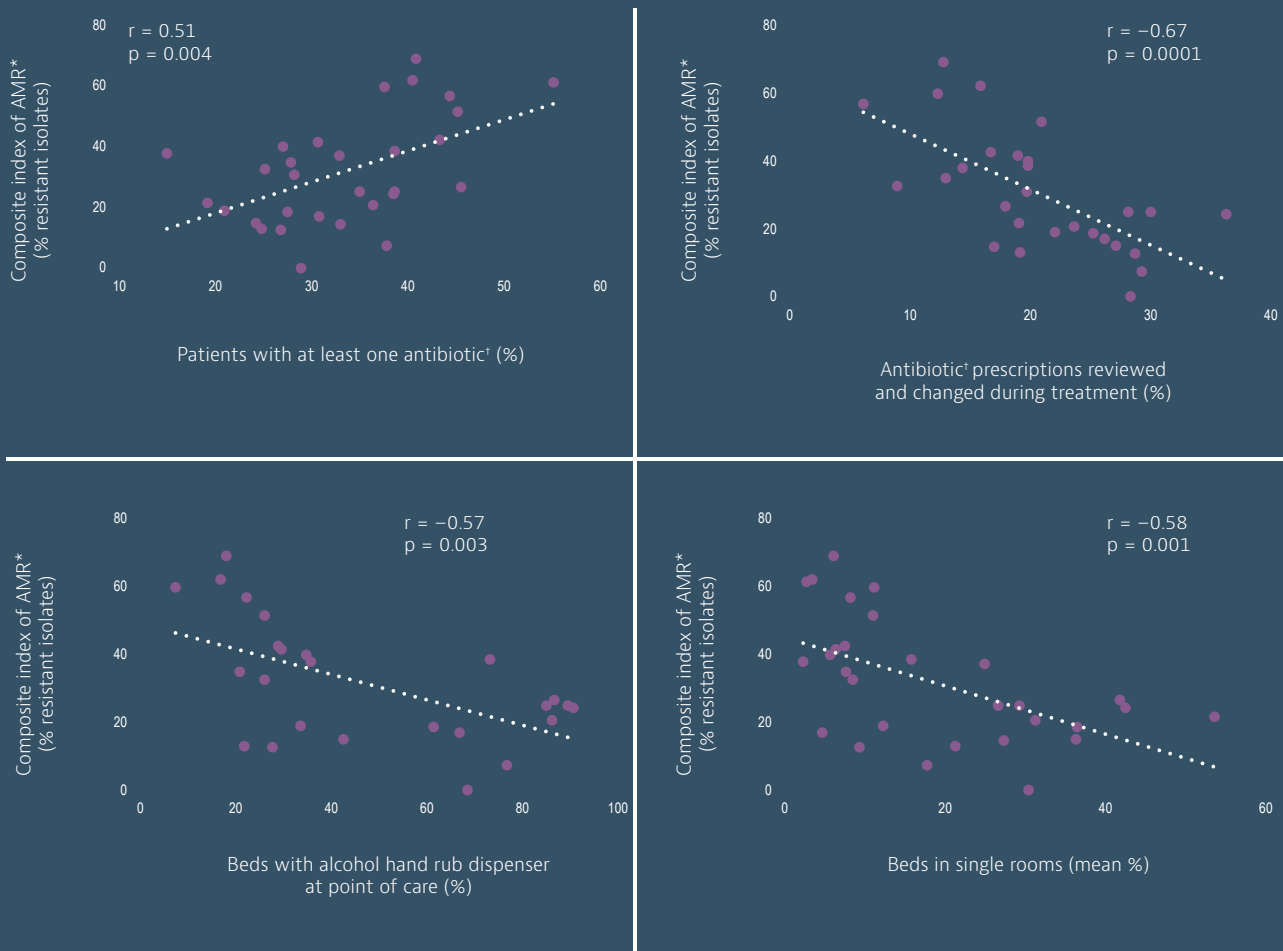 r = 0.51
p = 0.004
Composite index of AMR*
(% resistant isolates)
80
60
40
20
0
10 20 30 40 50 60
Patients with at least one antibiotic† (%)
r = −0.67
p = 0.0001
Composite index of AMR*
(% resistant isolates)
80
60
40
20
0
0 10 20 30 40
Antibiotic† prescriptions reviewed
and changed during treatment (%)
r = −0.57
p = 0.003
Composite index of AMR*
(% resistant isolates)
80
60
40
20
0
0 20 40 60 80 100
Beds with alcohol hand rub dispenser
at point of care (%)
r = −0.58
p = 0.001
Composite index of AMR*
(% resistant isolates)
80
60
40
20
0
0 20 40 60
Beds in single rooms (mean %)